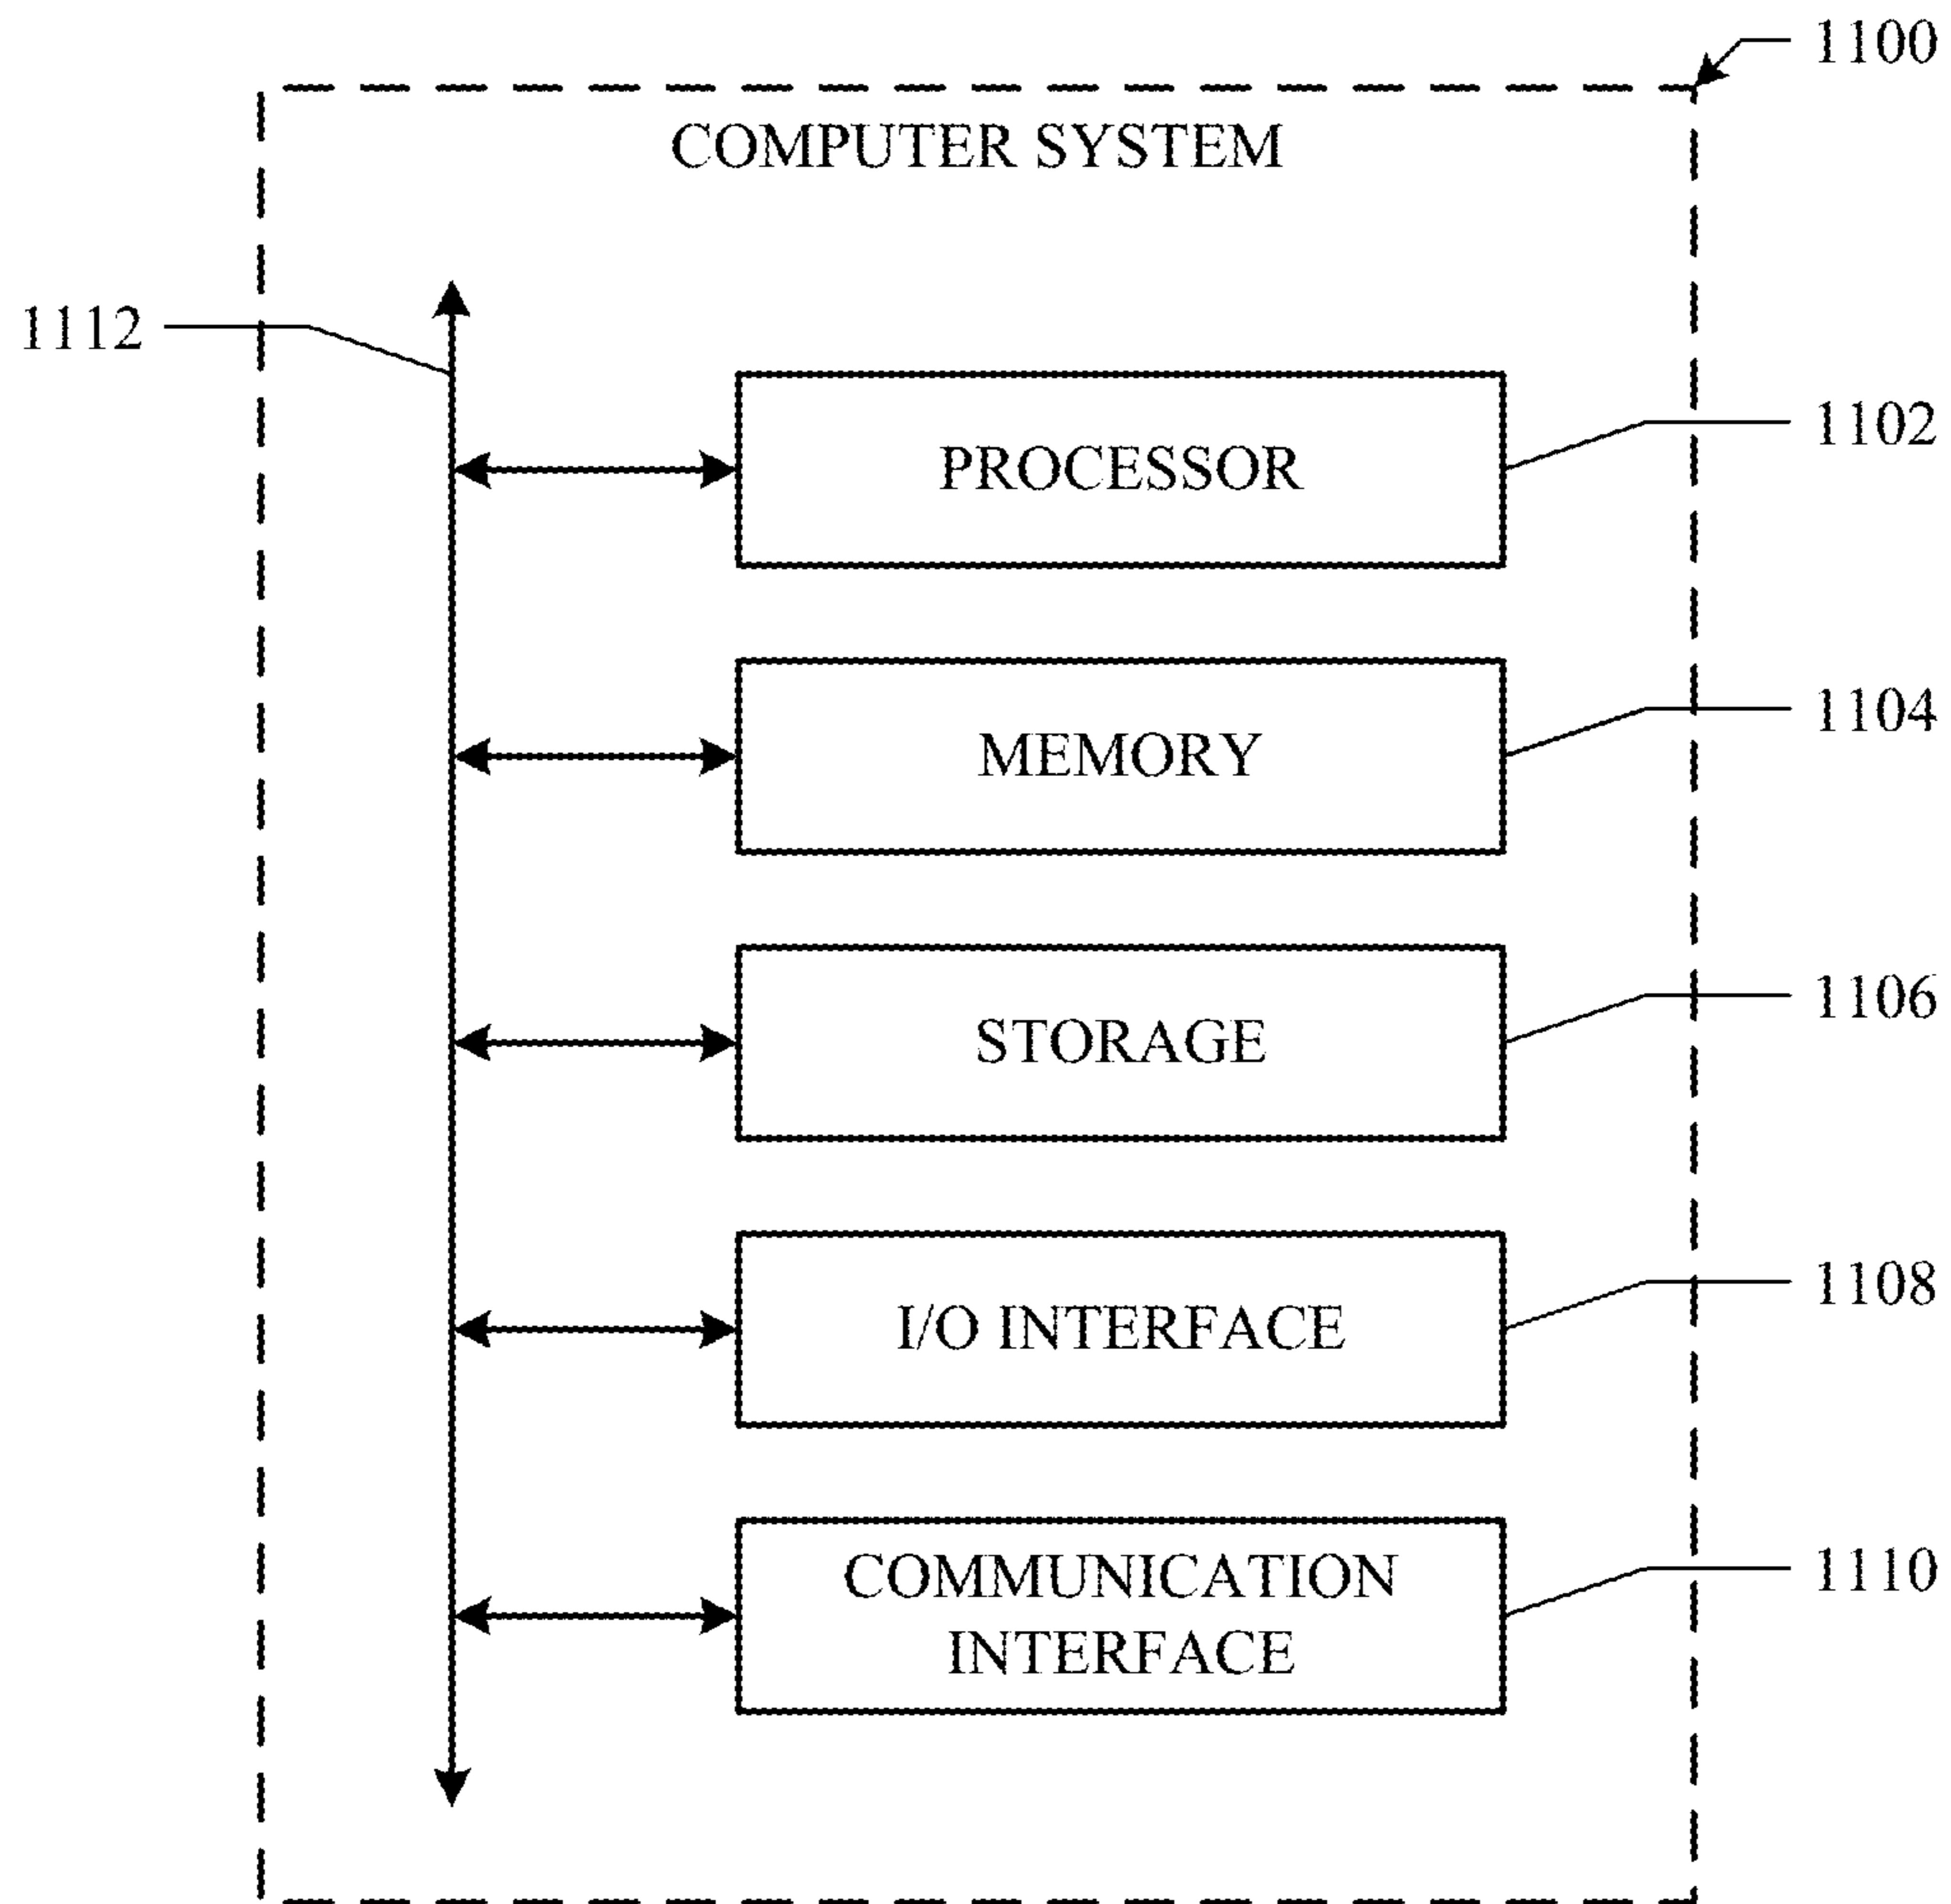 1100
COMPUTER SYSTEM
1112
PROCESSOR
1102
MEMORY
1104
STORAGE
1106
I/O INTERFACE
1108
COMMUNICATION
INTERFACE
1110